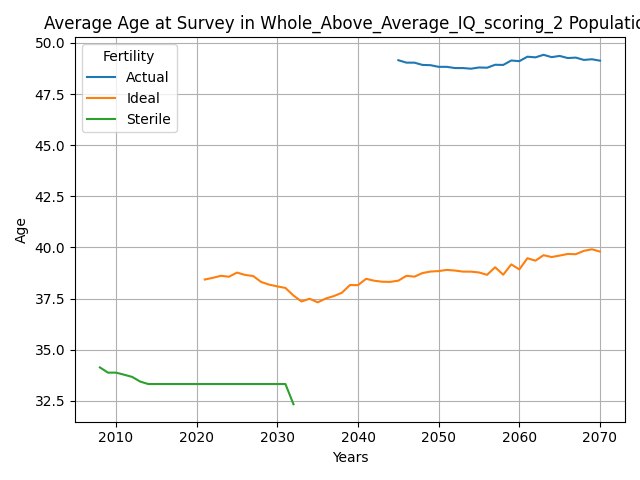 Average Age at Survey in Whole_Above_Average_IQ_scoring_2 Populatio
Fertility
Actual
Ideal
Sterile
50.0
47.5
45.0
42.5
40.0
37.5
35.0
32.5
Age
2010 2020 2030 2040 2050 2060 2070
Years